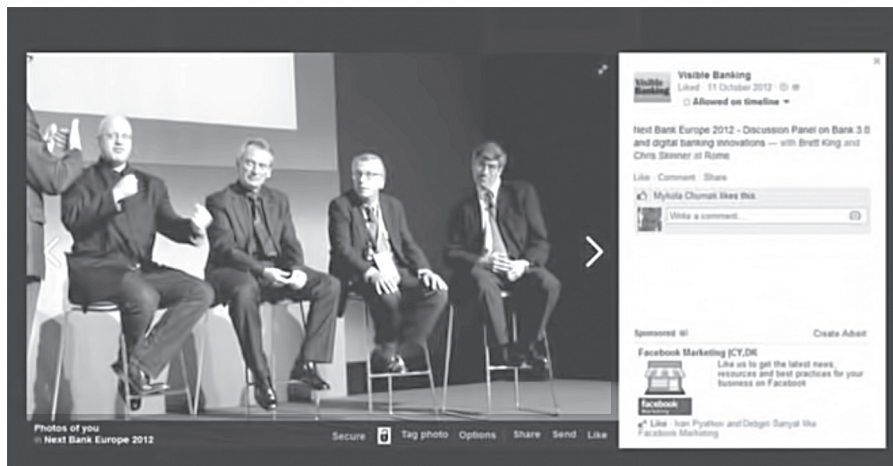 Visible Banking
Liked · 11 October 2012
Allowed on timeline
Visible
Banking
Next Bank Europe 2012 - Discussion Panel on Bank 3.0
and digital banking innovations — with Brett King and
Chris Skinner at Rome
Like · Comment · Share
Mykola Chumak likes this.
Write a comment...
Sponsored
Create Advert
Facebook Marketing |CY,DK
Like us to get the latest news,
resources and best practices for your
business on Facebook
facebook
Marketing
Like · Ivan Pyatkov and Debjan Sanyal like
Facebook Marketing
Photos of you
in Next Bank Europe 2012
Secure
Tag photo
Options
Share
Send
Like